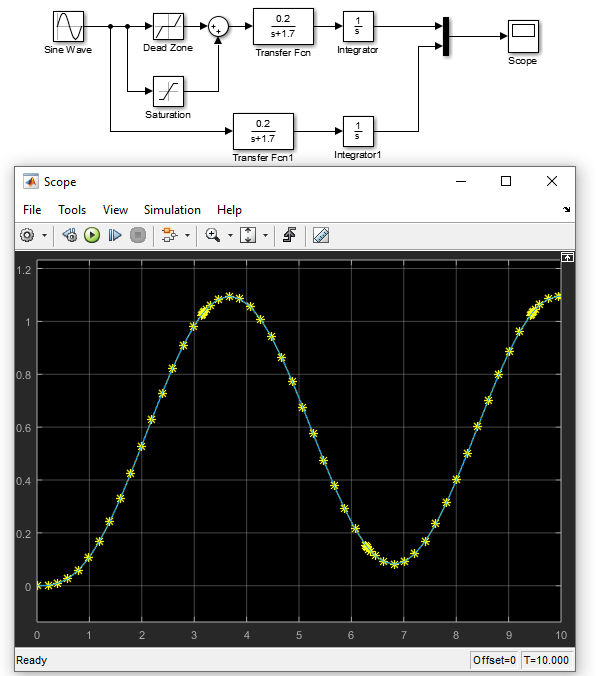 Sine Wave
Dead Zone
0.2
s+1.7
Transfer Fcn
1
s
Integrator
Scope
Saturation
0.2
s+1.7
Transfer Fcn1
1
s
Integrator1
Scope
File Tools View Simulation Help
1.2
1
0.8
0.6
0.4
0.2
0
0 1 2 3 4 5 6 7 8 9 10
Ready Offset=0 T=10.000